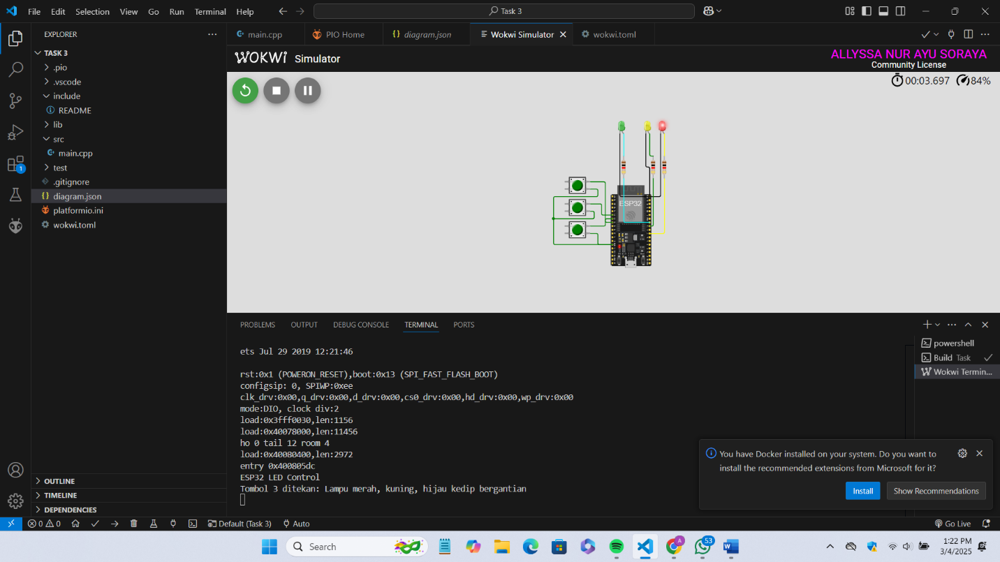 File Edit Selection View Go Run Terminal Help
Task 3
EXPLORER
main.cpp
PIO Home
{} diagram.json
Wokwi Simulator
wokwi.toml
TASK 3
.pio
.vscode
include
README
lib
src
main.cpp
test
.gitignore
{} diagram.json
platformio.ini
wokwi.toml
OUTLINE
TIMELINE
DEPENDENCIES
1
WOKWI Simulator
ALLYSSA NUR AYU SORAYA
Community License
00:03.697 84%
ESP32
PROBLEMS OUTPUT DEBUG CONSOLE TERMINAL PORTS
ets Jul 29 2019 12:21:46
rst:0x1 (POWERON_RESET),boot:0x13 (SPI_FAST_FLASH_BOOT)
configsip: 0, SPIWP:0xee
clk_drv:0x00,q_drv:0x00,d_drv:0x00,cs0_drv:0x00,hd_drv:0x00,wp_drv:0x00
mode:DIO, clock div:2
load:0x3fff0030,len:1156
load:0x40078000,len:11456
ho 0 tail 12 room 4
load:0x40080400,len:2972
entry 0x400805dc
ESP32 LED Control
Tombol 3 ditekan: Lampu merah, kuning, hijau kedip bergantian
powershell
Build Task
Wokwi Termin...
You have Docker installed on your system. Do you want to
install the recommended extensions from Microsoft for it?
Install
Show Recommendations
0 0
Default (Task 3)
Auto
Go Live
Search
A
53
1:22 PM
3/4/2025